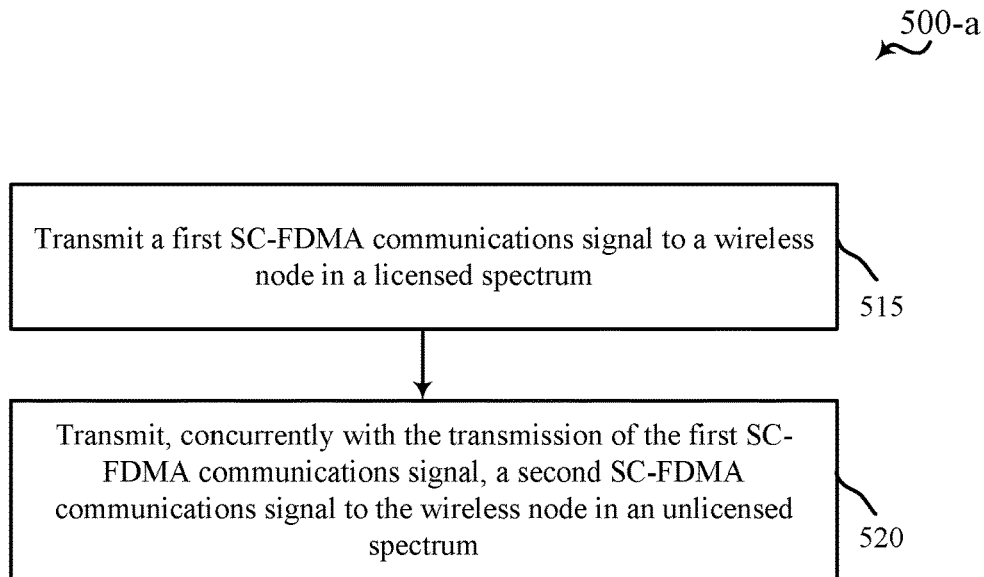 500-a
Transmit a first SC-FDMA communications signal to a wireless
node in a licensed spectrum
515
Transmit, concurrently with the transmission of the first SC-
FDMA communications signal, a second SC-FDMA
communications signal to the wireless node in an unlicensed
spectrum
520